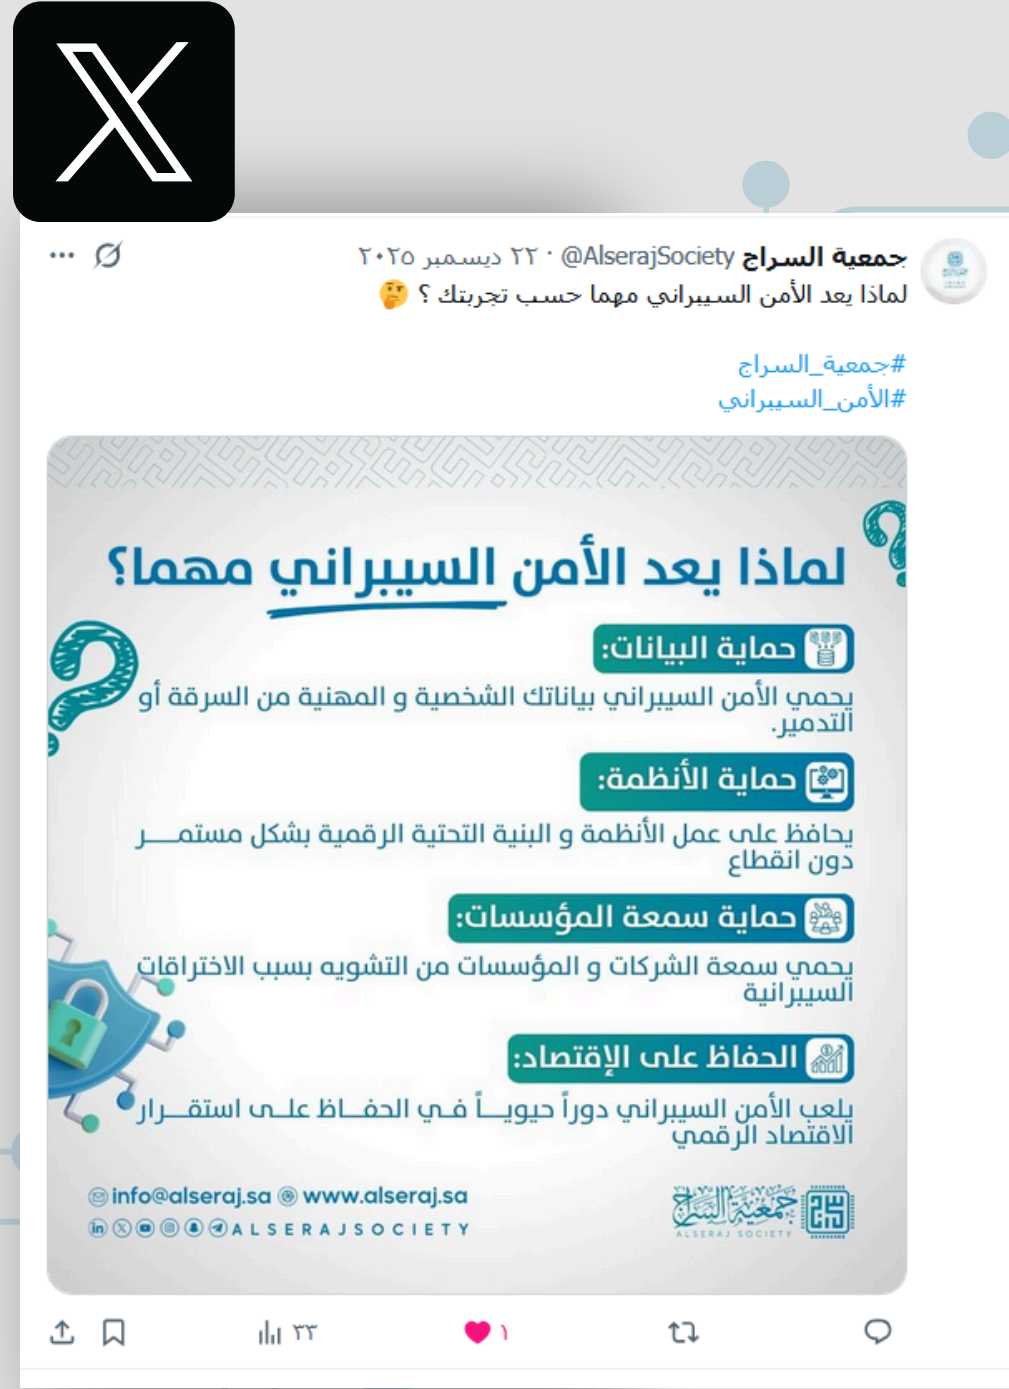 جمعية السراج @AlserajSociety · ٢٢ ديسمبر ٢٠٢٥
لماذا يعد الأمن السيبراني مهما حسب تجربتك ؟ 🤔
#جمعية_السراج
#الأمن_السيبراني
لماذا يعد الأمن السيبراني مهما؟
حماية البيانات:
يحمي الأمن السيبراني بياناتك الشخصية و المهنية من السرقة أو
التدمير.
حماية الأنظمة:
يحافظ على عمل الأنظمة و البنية التحتية الرقمية بشكل مستمـــر
دون انقطاع
حماية سمعة المؤسسات:
يحمي سمعة الشركات و المؤسسات من التشويه بسبب الاختراقات
السيبرانية
الحفاظ على الإقتصاد:
يلعب الأمن السيبراني دوراً حيويـــاً فـي الحفــاظ علــى استقــرار
الاقتصاد الرقمي
جمعية السراج
ALSERAJ SOCIETY
info@alseraj.sa www.alseraj.sa
ALSERAJSOCIETY
١ ٣٣